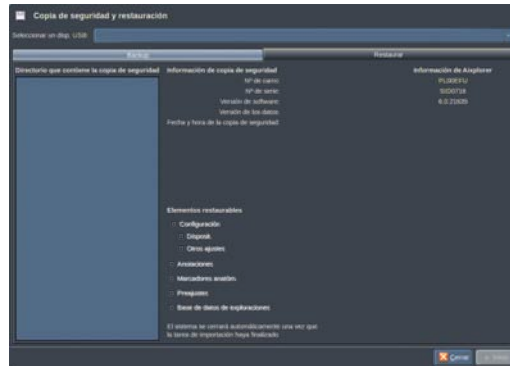 Copia de seguridad y restauración
Seleccionar un disp. USB:
Backup Restaurar
Directorio que contiene la copia de seguridad Información de copia de seguridad Información de Aixplorer
Nº de carro:
Nº de serie:
Versión de software: 6.0.21635
Versión de los datos:
Fecha y hora de la copia de seguridad:
Elementos restaurables
Configuración
Disposit.
Otros ajustes
Anotaciones
Marcadores anatóm.
Preajustes
Base de datos de exploraciones
El sistema se cerrará automáticamente una vez que
la tarea de importación haya finalizado
Cerrar